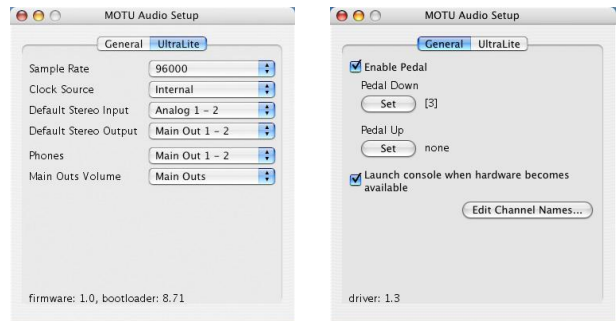 MOTU Audio Setup
General UltraLite
Sample Rate 96000
Clock Source Internal
Default Stereo Input Analog 1 - 2
Default Stereo Output Main Out 1 - 2
Phones Main Out 1 - 2
Main Outs Volume Main Outs
firmware: 1.0, bootloader: 8.71
MOTU Audio Setup
General UltraLite
Enable Pedal
Pedal Down
Set [3]
Pedal Up
Set none
Launch console when hardware becomes
available
Edit Channel Names...
driver: 1.3